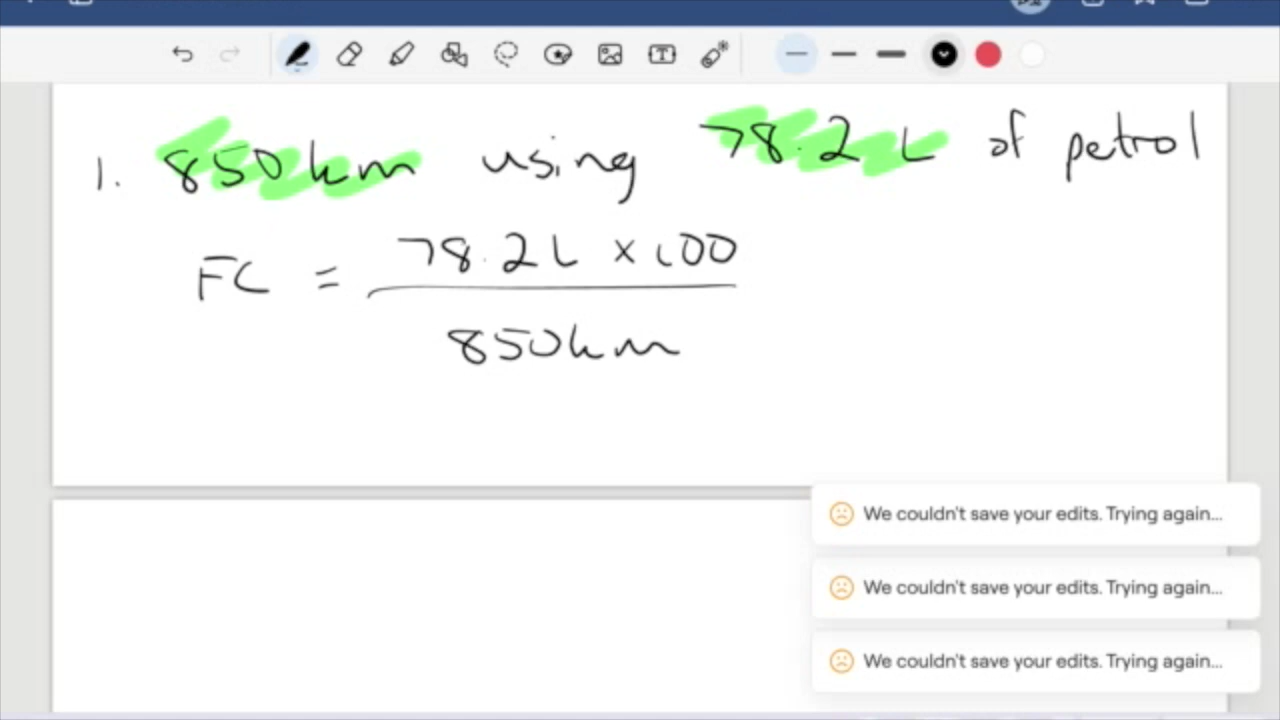 1. 850km using 78.2 L of petrol
FC = 78.2L ×100
850km
We couldn't save your edits. Trying again...
We couldn't save your edits. Trying again...
We couldn't save your edits. Trying again...